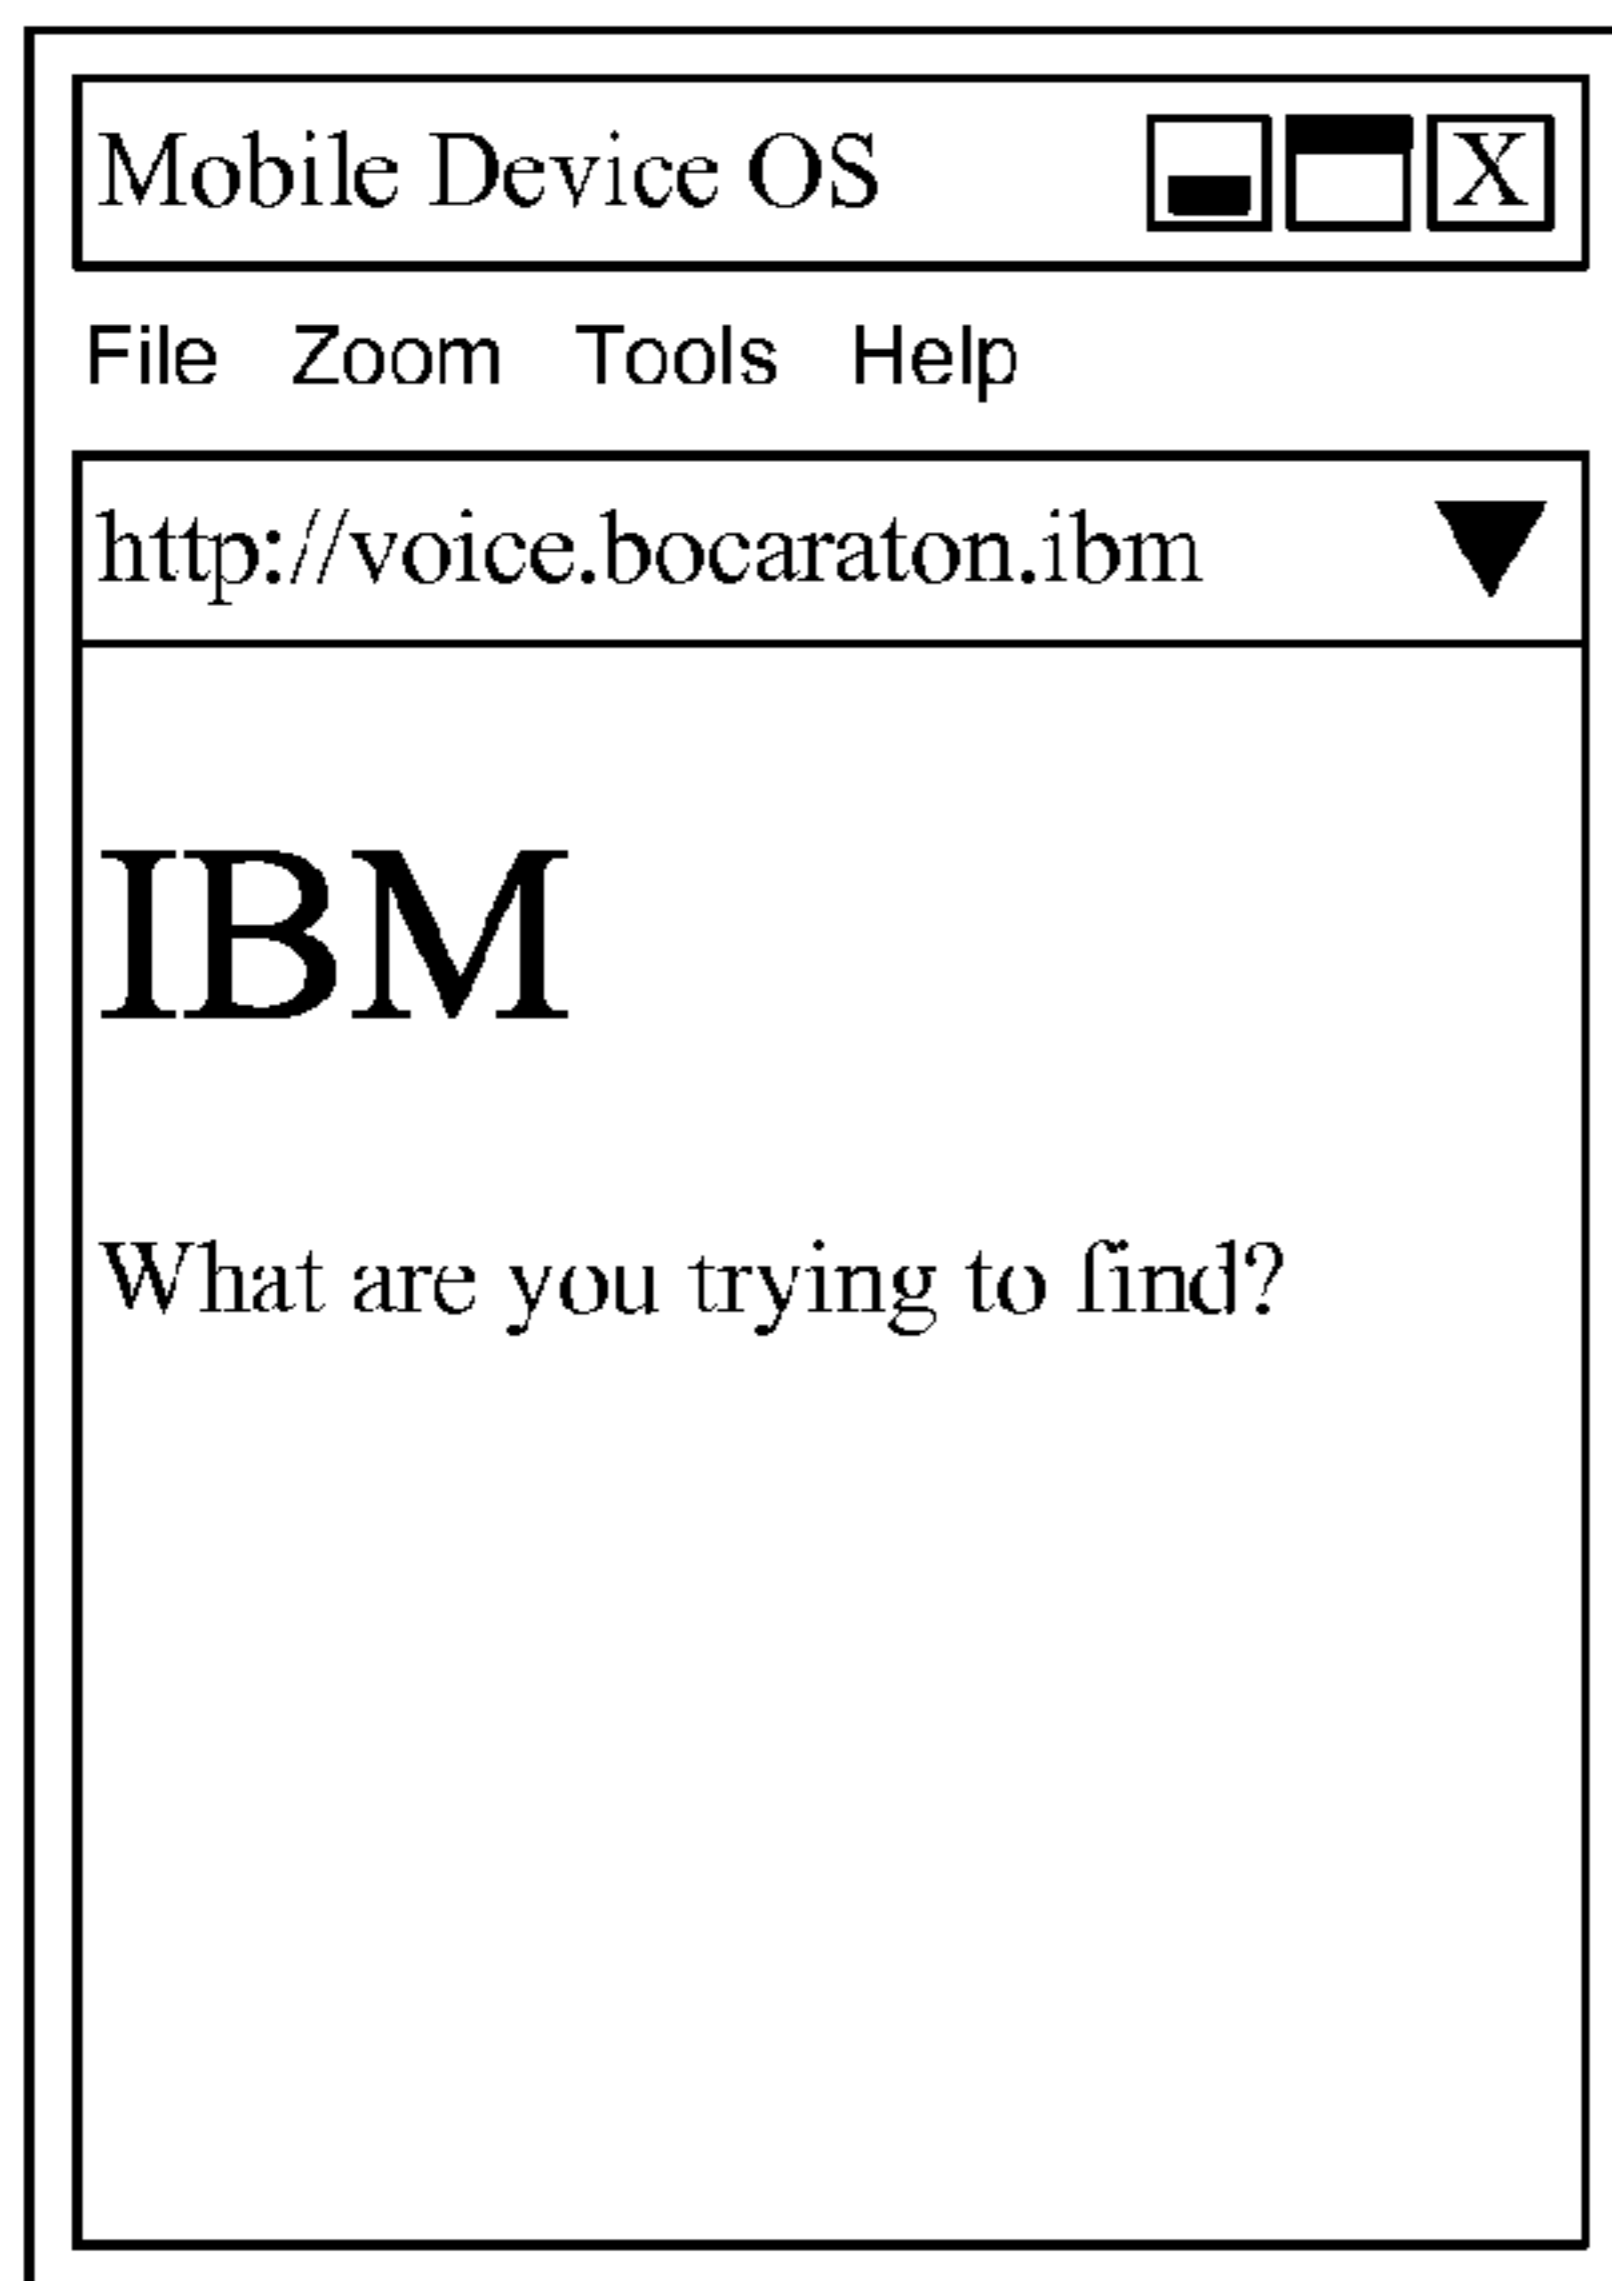 Mobile Device OS X
File Zoom Tools Help
http://voice.bocaraton.ibm
IBM
What are you trying to find?